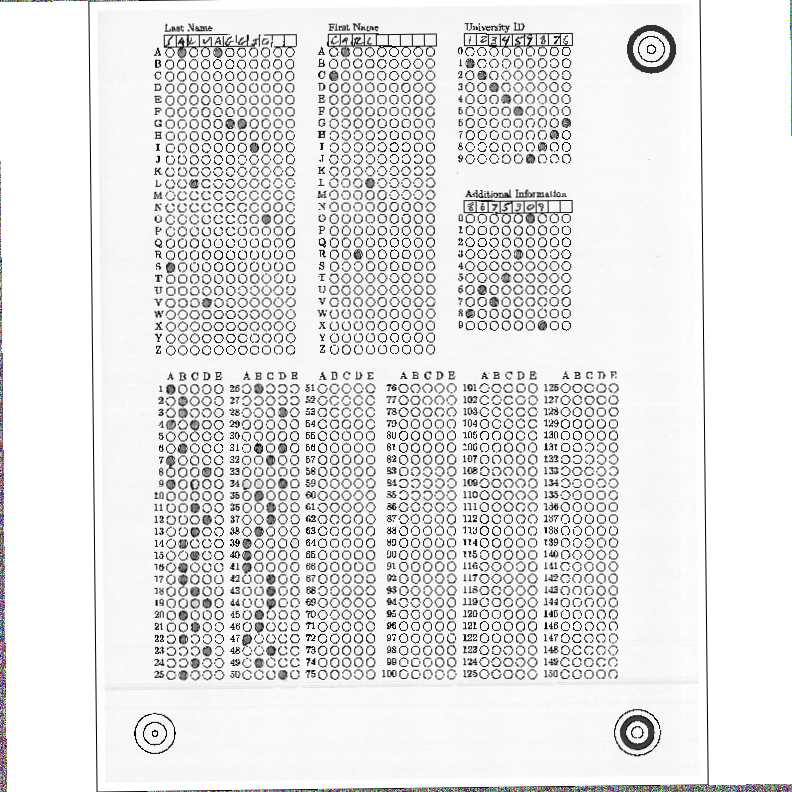 Last Name
First Name
University ID
CARL
1 2 3 4 5 9 8 7 6
A A 0
B B 1
C C 2
D D 3
E E 4
F F 5
G G 6
H H 7
I I 8
J J 9
K K
L L
M M
Additional Information
8 6 7 5 3 0 9
N N
O O 0
P P 1
Q Q 2
R R 3
S S 4
T T 5
U U 6
V V 7
W W 8
X X 9
Y Y
Z Z
A B C D E A B C D E A B C D E A B C D E A B C D E A B C D E
1 26 51 76 101 126
2 27 52 77 102 127
3 28 53 78 103 128
4 29 54 79 104 129
5 30 55 80 105 130
6 31 56 81 106 131
7 32 57 82 107 132
8 33 58 83 108 133
9 34 59 84 109 134
10 35 60 85 110 135
11 36 61 86 111 136
12 37 62 87 112 137
13 38 63 88 113 138
14 39 64 89 114 139
15 40 65 90 115 140
16 41 66 91 116 141
17 42 67 92 117 142
18 43 68 93 118 143
19 44 69 94 119 144
20 45 70 95 120 145
21 46 71 96 121 146
22 47 72 97 122 147
23 48 73 98 123 148
24 49 74 99 124 149
25 50 75 100 125 150